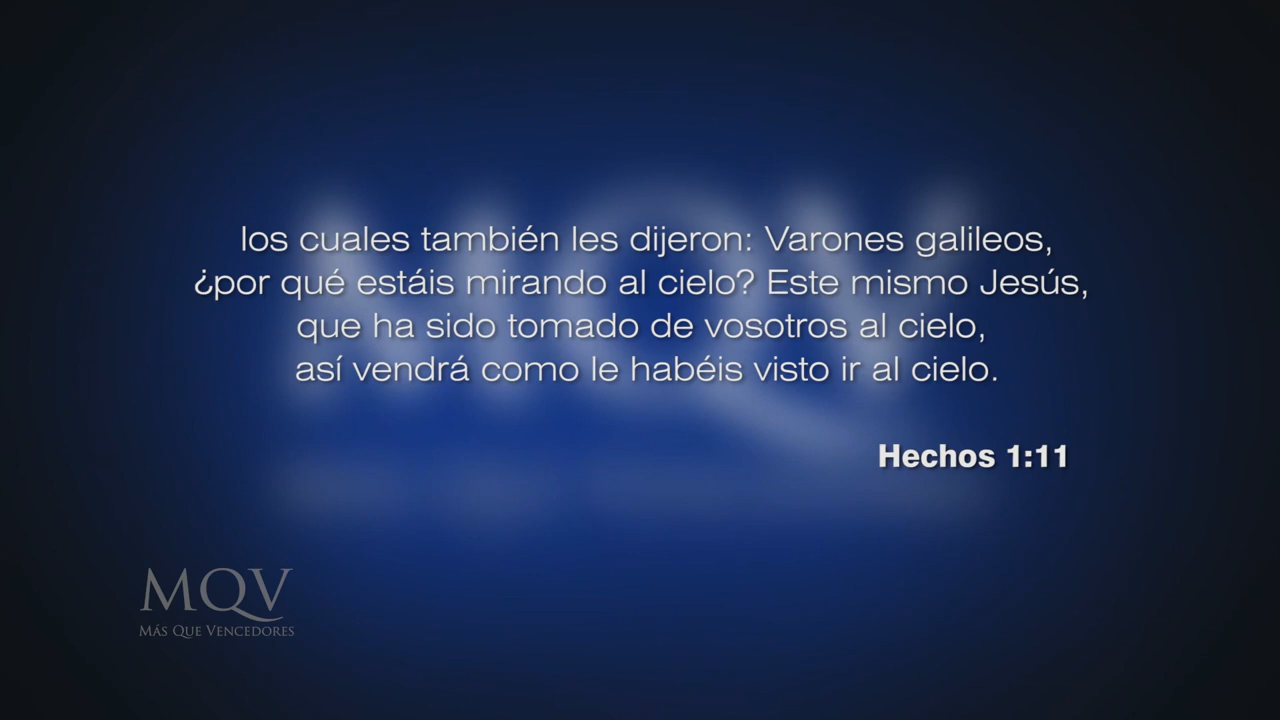 los cuales también les dijeron: Varones galileos,
¿por qué estáis mirando al cielo? Este mismo Jesús,
que ha sido tomado de vosotros al cielo,
así vendrá como le habéis visto ir al cielo.
Hechos 1:11
MQV
MÁS QUE VENCEDORES